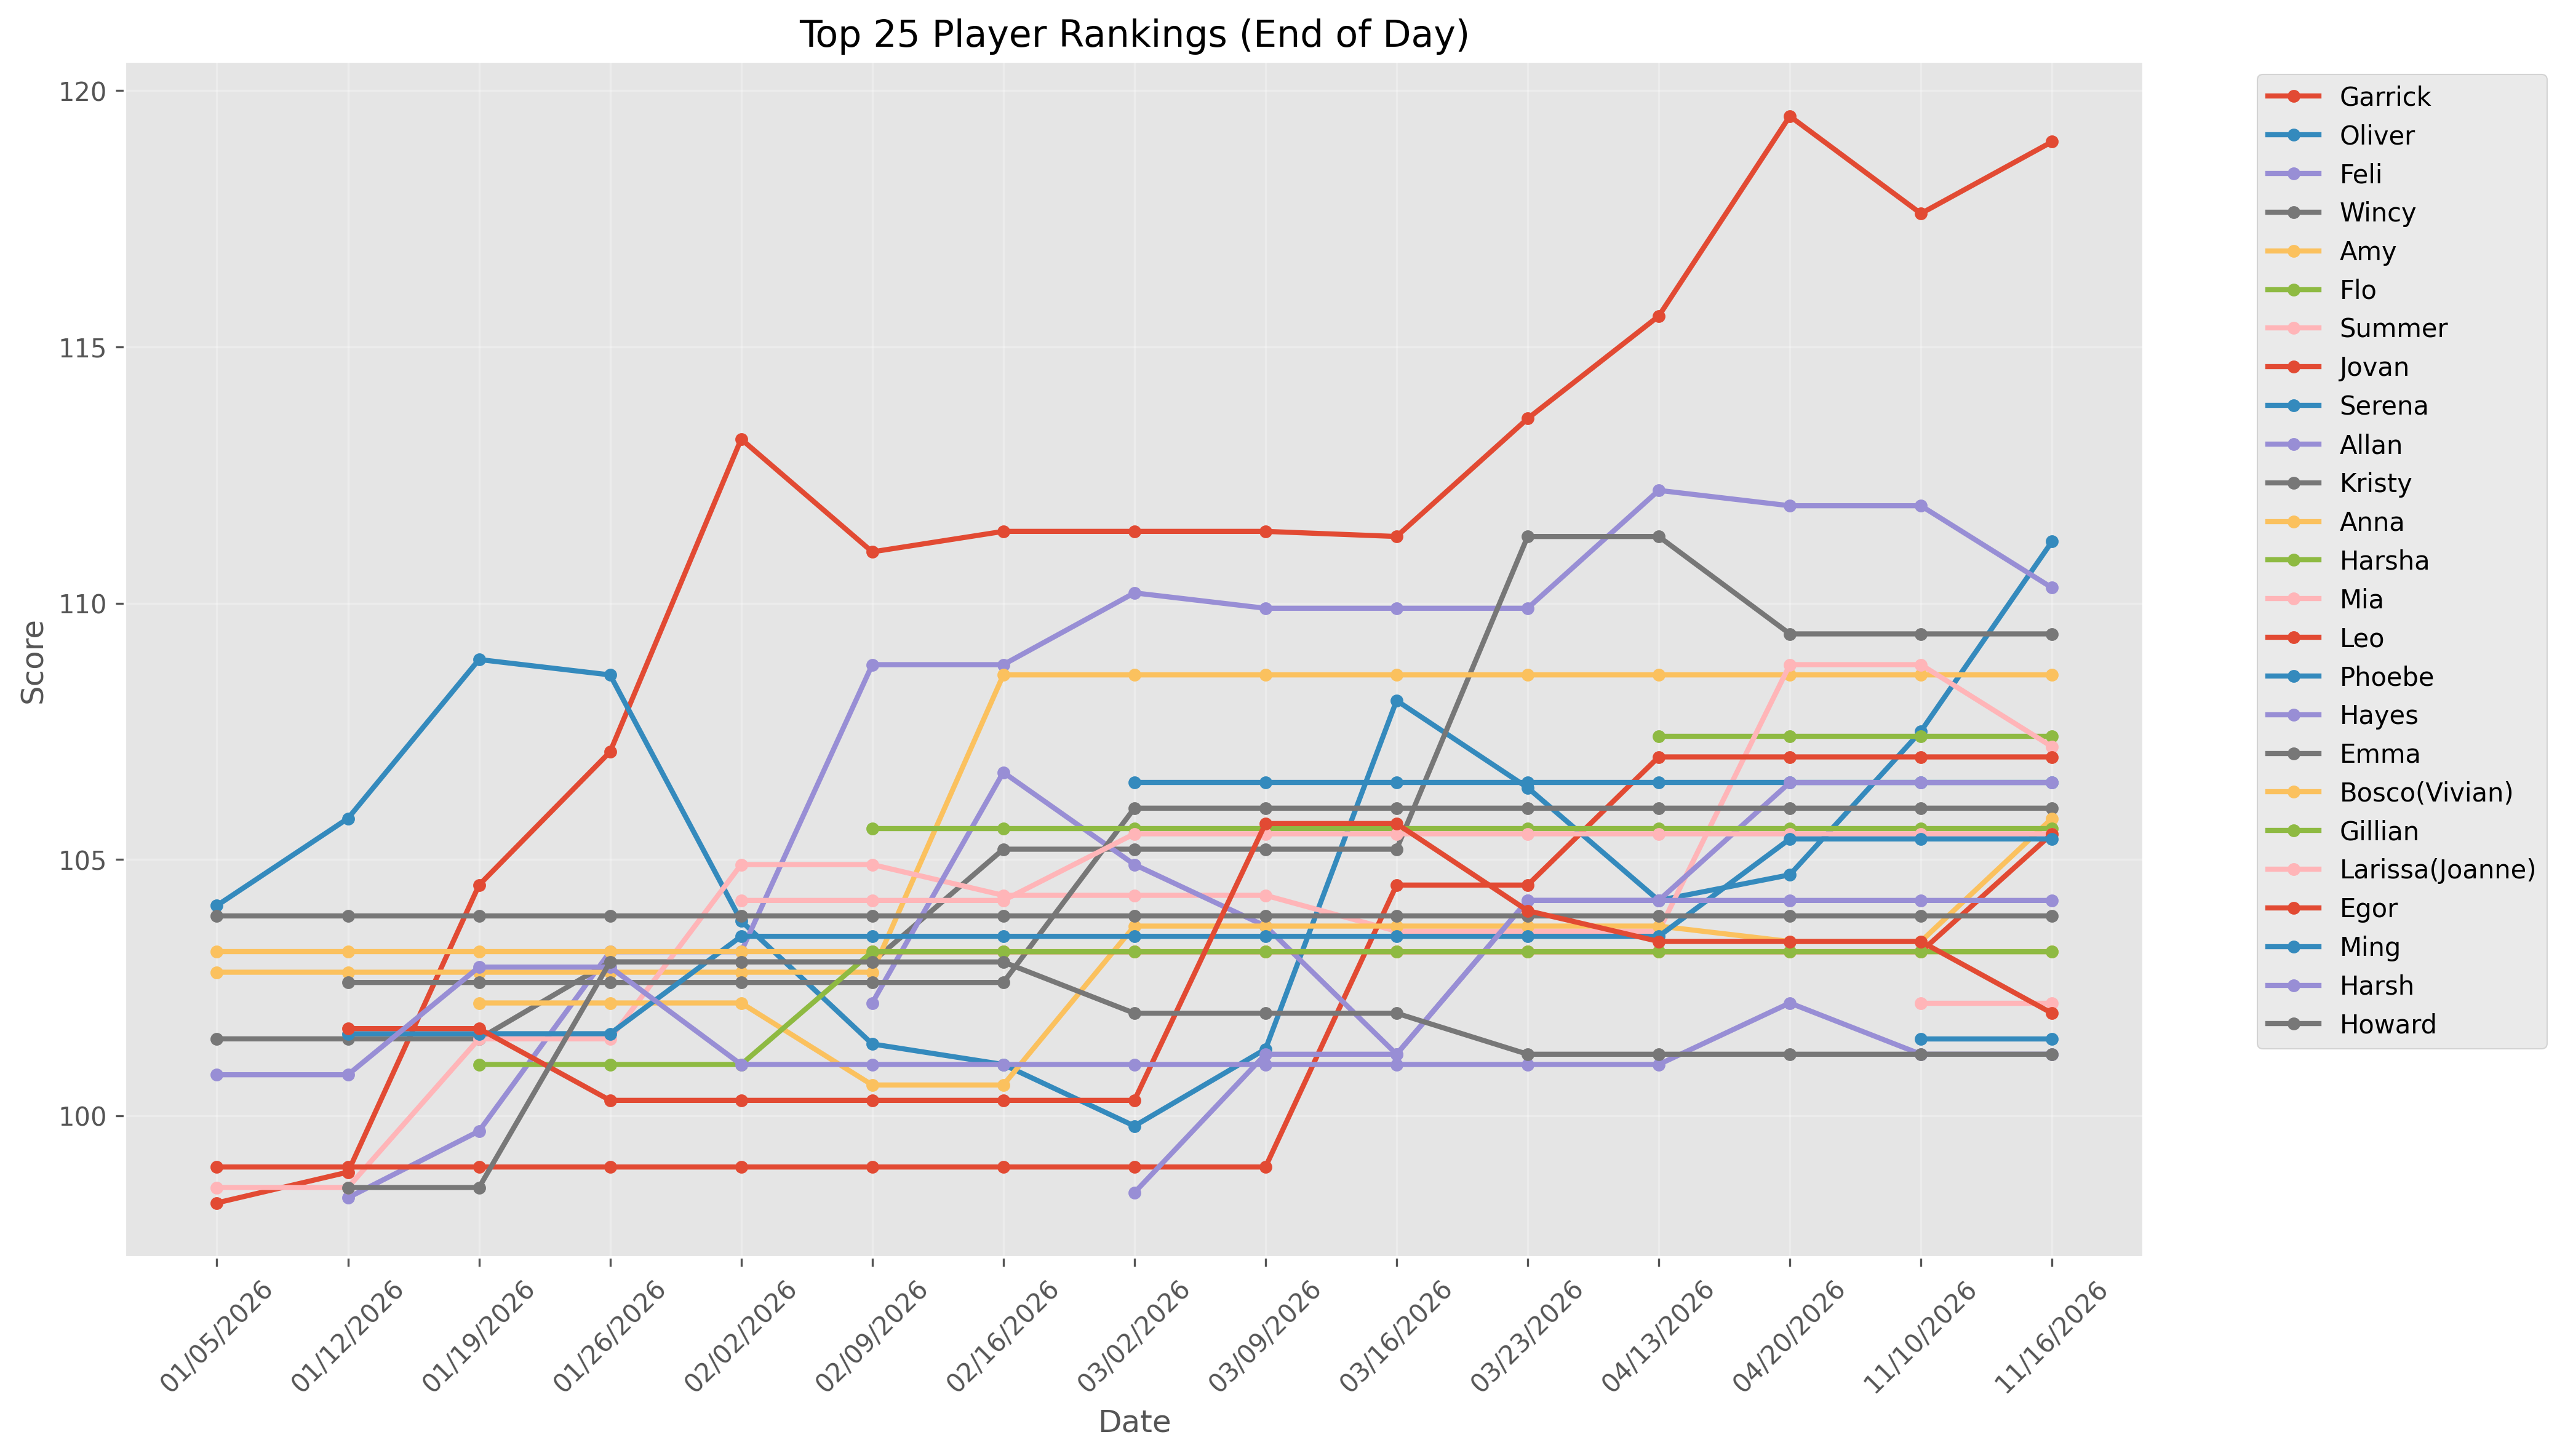 Top 25 Player Rankings (End of Day)
120
115
110
105
100
Score
01/05/2026
01/12/2026
01/19/2026
01/26/2026
02/02/2026
02/09/2026
02/16/2026
03/02/2026
03/09/2026
03/16/2026
03/23/2026
04/13/2026
04/20/2026
11/10/2026
11/16/2026
Date
Garrick
Oliver
Feli
Wincy
Amy
Flo
Summer
Jovan
Serena
Allan
Kristy
Anna
Harsha
Mia
Leo
Phoebe
Hayes
Emma
Bosco(Vivian)
Gillian
Larissa(Joanne)
Egor
Ming
Harsh
Howard